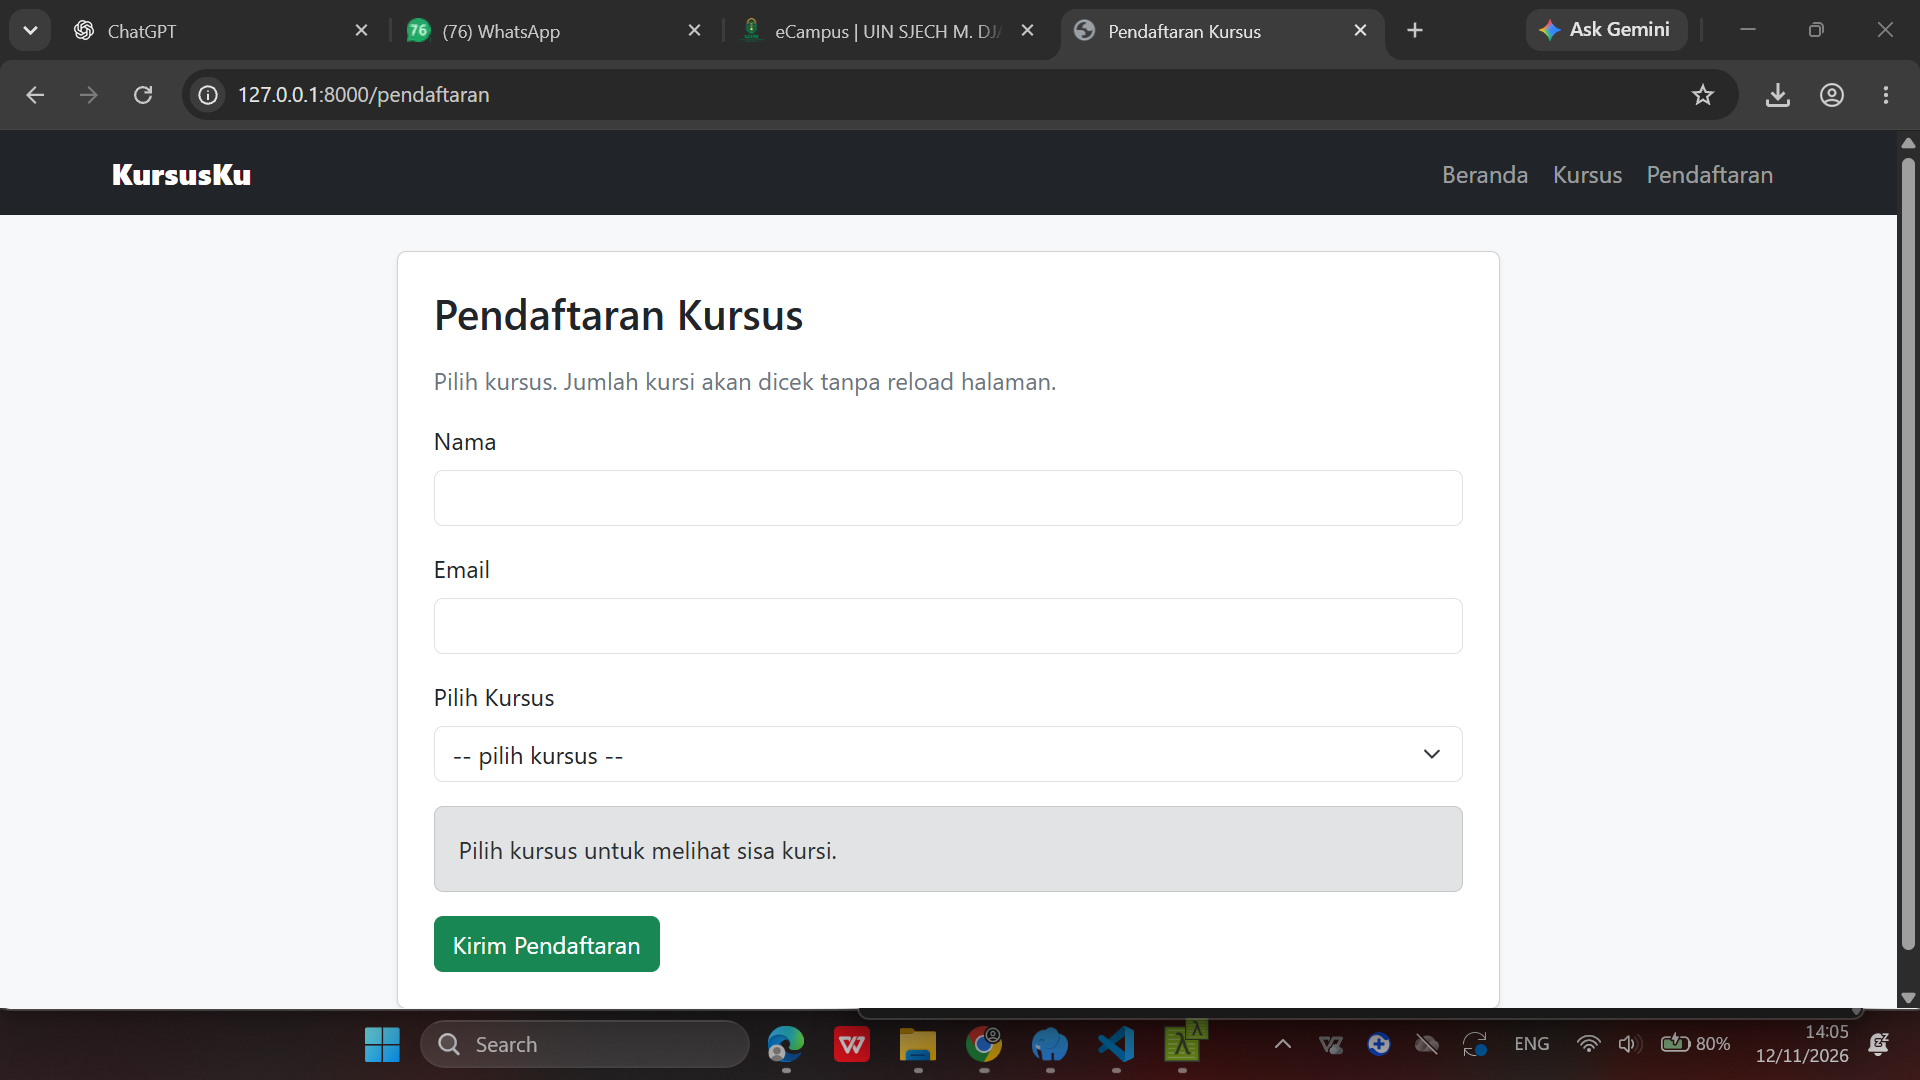 ChatGPT
76
(76) WhatsApp
eCampus | UIN SJECH M. DJ
Pendaftaran Kursus
Ask Gemini
127.0.0.1:8000/pendaftaran
KursusKu
Beranda
Kursus
Pendaftaran
Pendaftaran Kursus
Pilih kursus. Jumlah kursi akan dicek tanpa reload halaman.
Nama
Email
Pilih Kursus
-- pilih kursus --
Pilih kursus untuk melihat sisa kursi.
Kirim Pendaftaran
Search
ENG
80%
14:05
12/11/2026